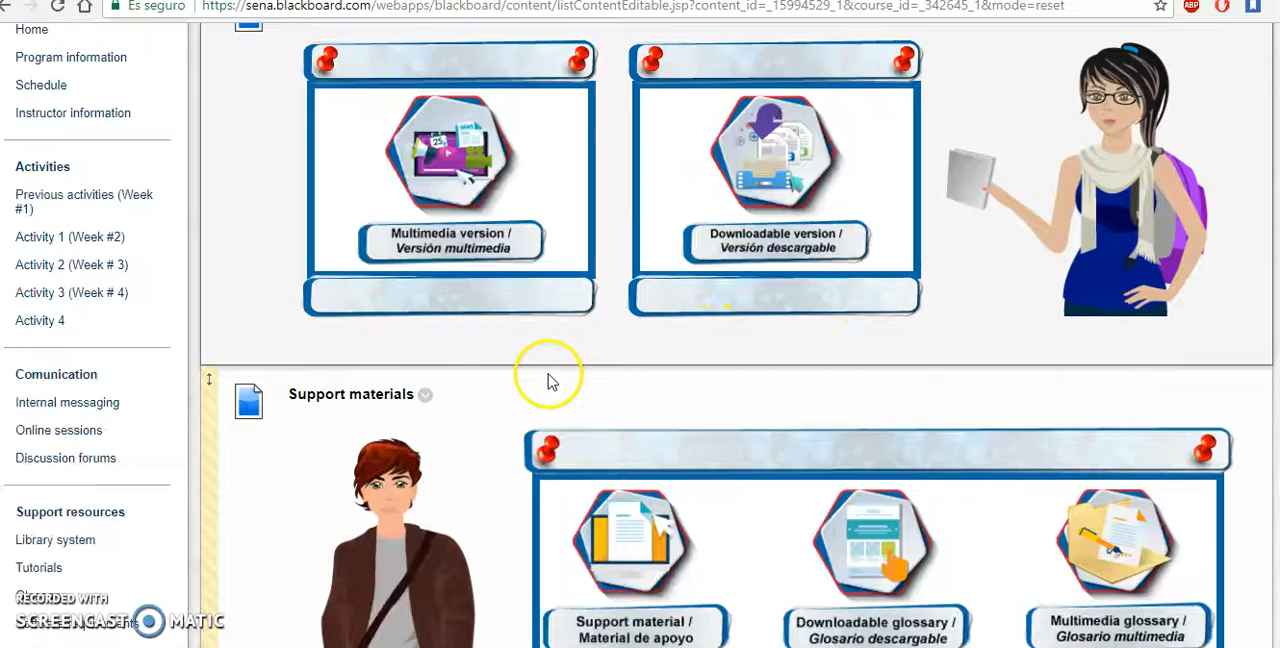 Es seguro
https://sena.blackboard.com/webapps/blackboard/content/listContentEditable.jsp?content_id=_15994529_1&course_id=_342645_1&mode=reset
ABP
Home
Program information
Schedule
Instructor information
Activities
Previous activities (Week
#1)
Activity 1 (Week #2)
Activity 2 (Week # 3)
Activity 3 (Week # 4)
Activity 4
Comunication
Internal messaging
Online sessions
Discussion forums
Support resources
Library system
Tutorials
RECORDED WITH
SCREENCAST MATIC
Multimedia version /
Versión multimedia
Downloadable version /
Versión descargable
Support materials
Support material /
Material de apoyo
Downloadable glossary /
Glosario descargable
Multimedia glossary /
Glosario multimedia